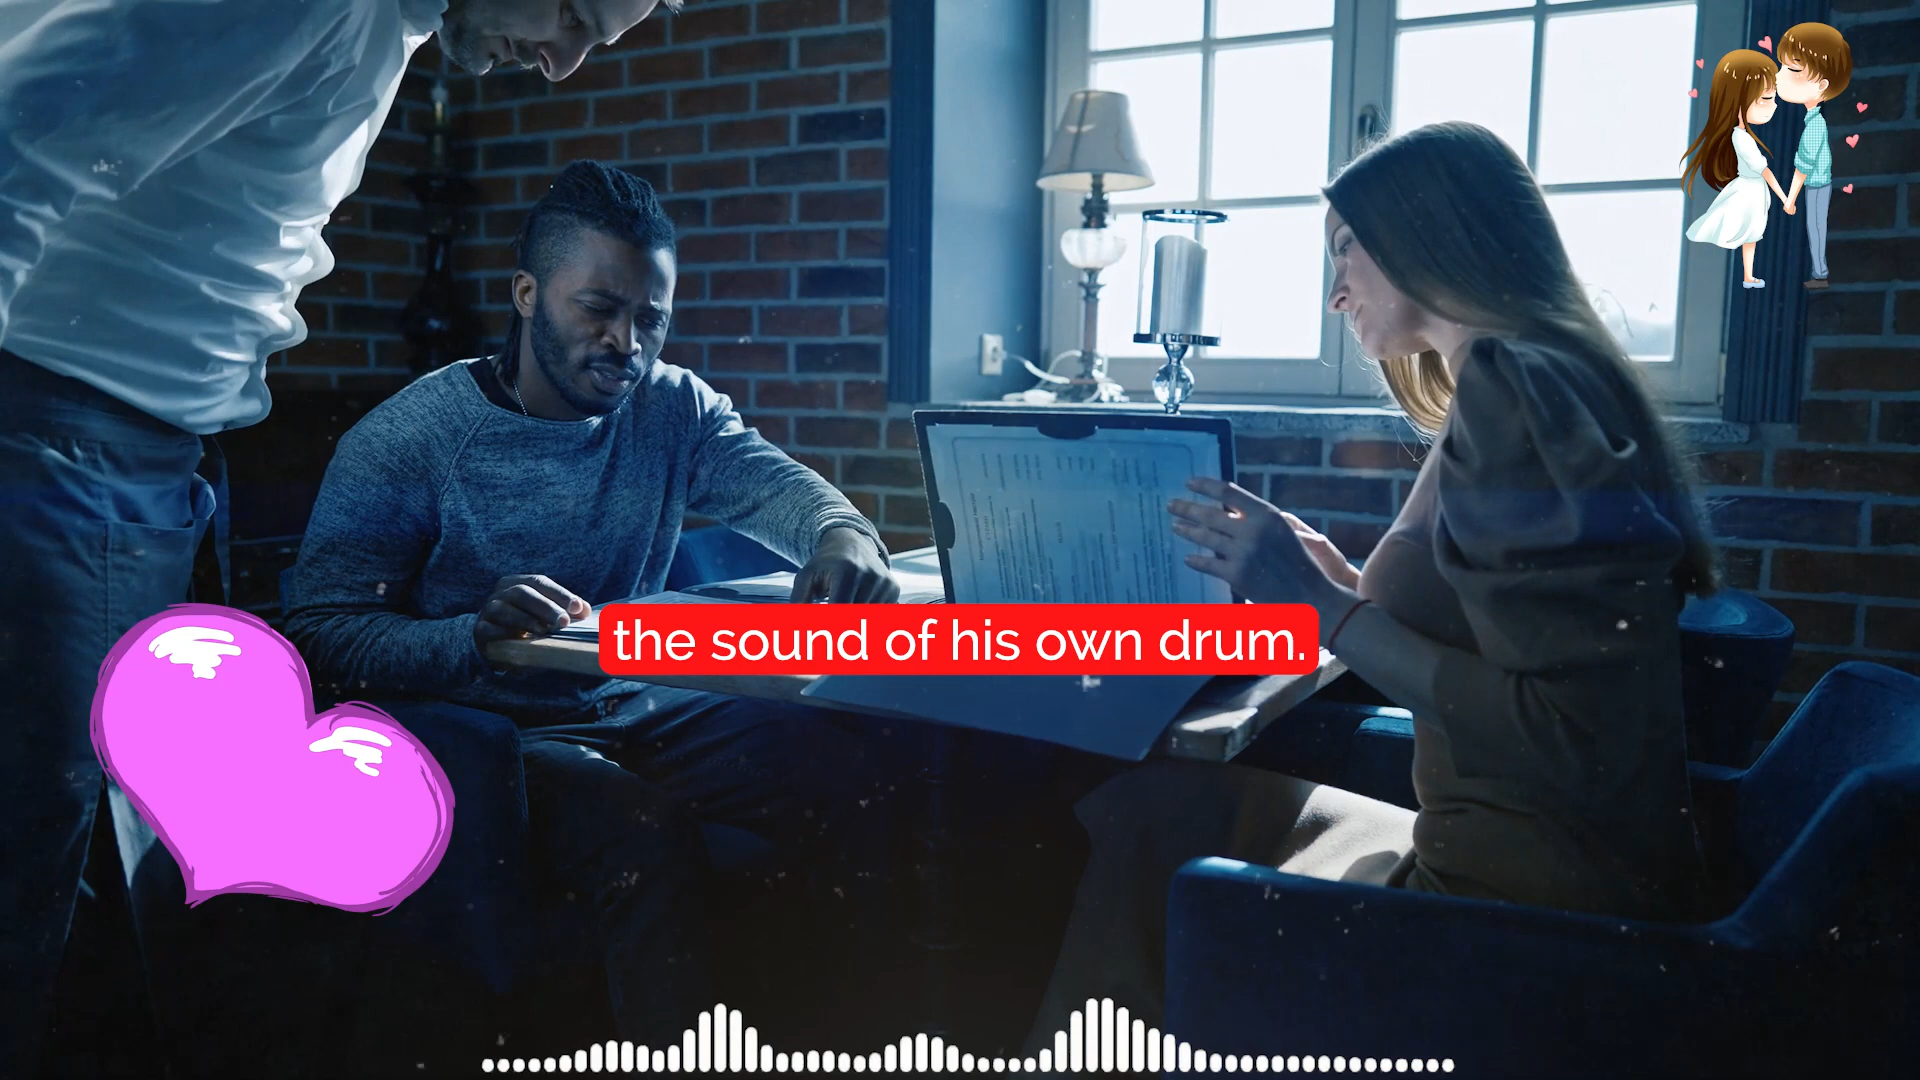 the sound of his own drum.